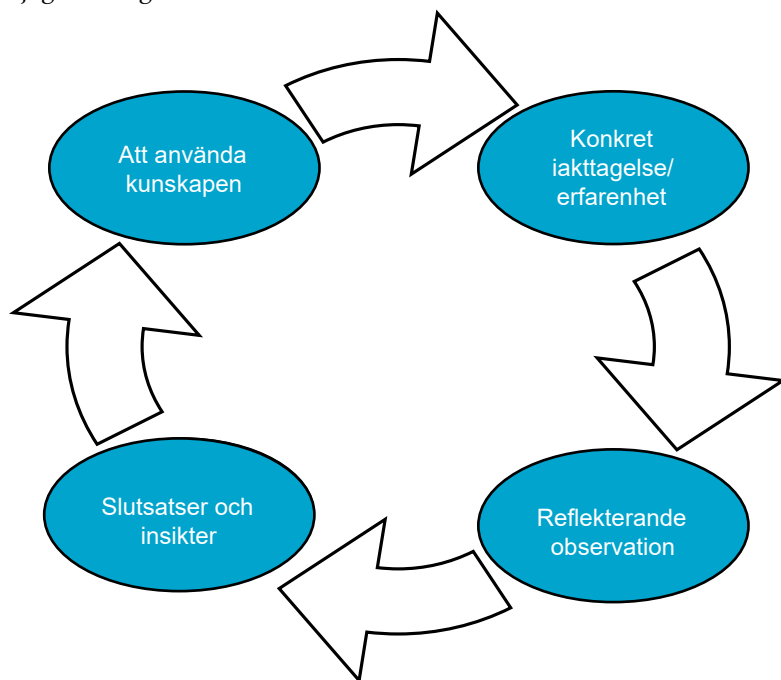 Att använda
kunskapen
Konkret
iakttagelse/
erfarenhet
Slutsatser och
insikter
Reflekterande
observation